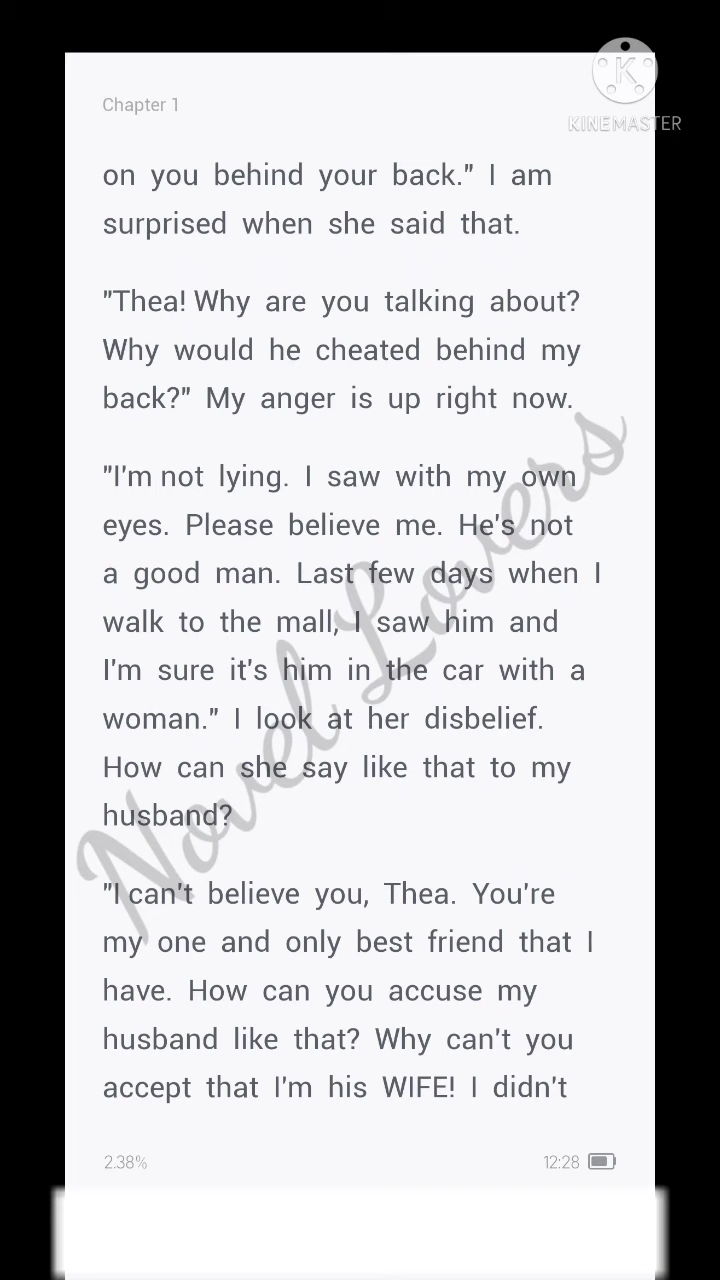 Chapter 1
KINEMASTER
on you behind your back." I am
surprised when she said that.
"Thea! Why are you talking about?
Why would he cheated behind my
back?" My anger is up right now.
"I'm not lying. I saw with my own
eyes. Please believe me. He's not
a good man. Last few days when I
walk to the mall, I saw him and
I'm sure it's him in the car with a
woman." I look at her disbelief.
How can she say like that to my
husband?
"I can't believe you, Thea. You're
my one and only best friend that I
have. How can you accuse my
husband like that? Why can't you
accept that I'm his WIFE! I didn't
Novel Lovers
2.38%
12:28